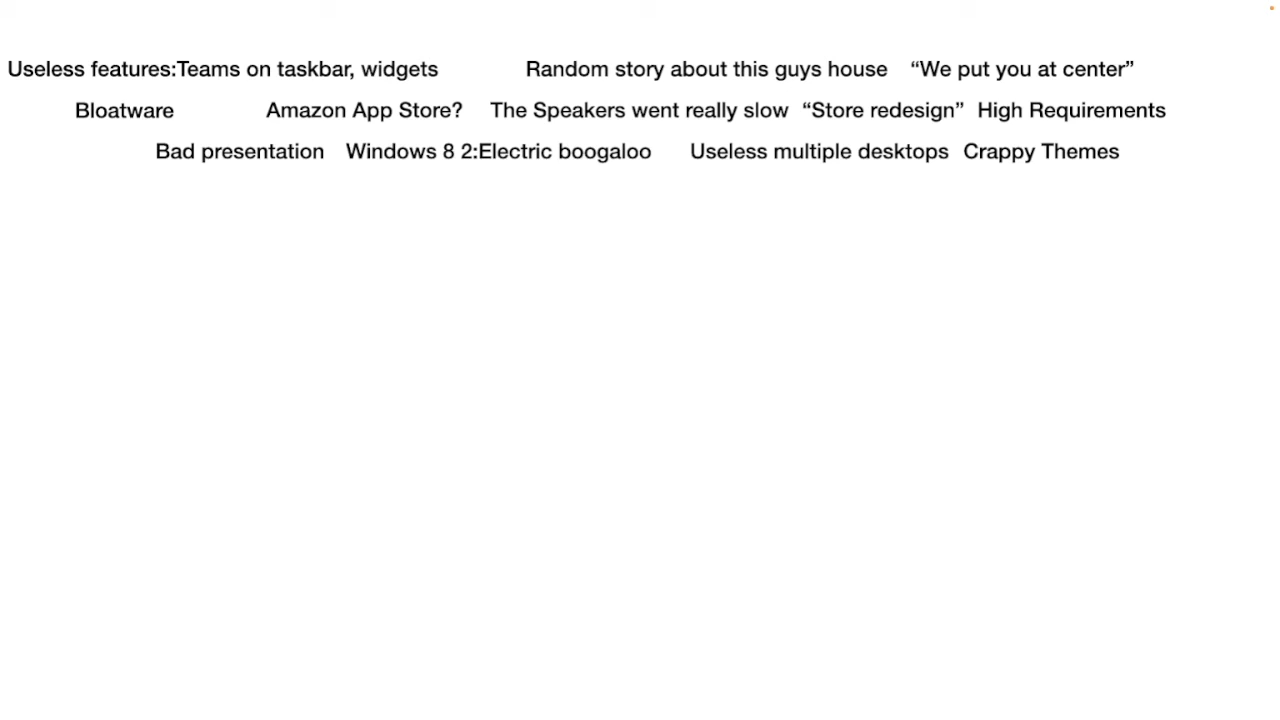 Useless features:Teams on taskbar, widgets Random story about this guys house “We put you at center”
Bloatware Amazon App Store? The Speakers went really slow “Store redesign” High Requirements
Bad presentation Windows 8 2:Electric boogaloo Useless multiple desktops Crappy Themes